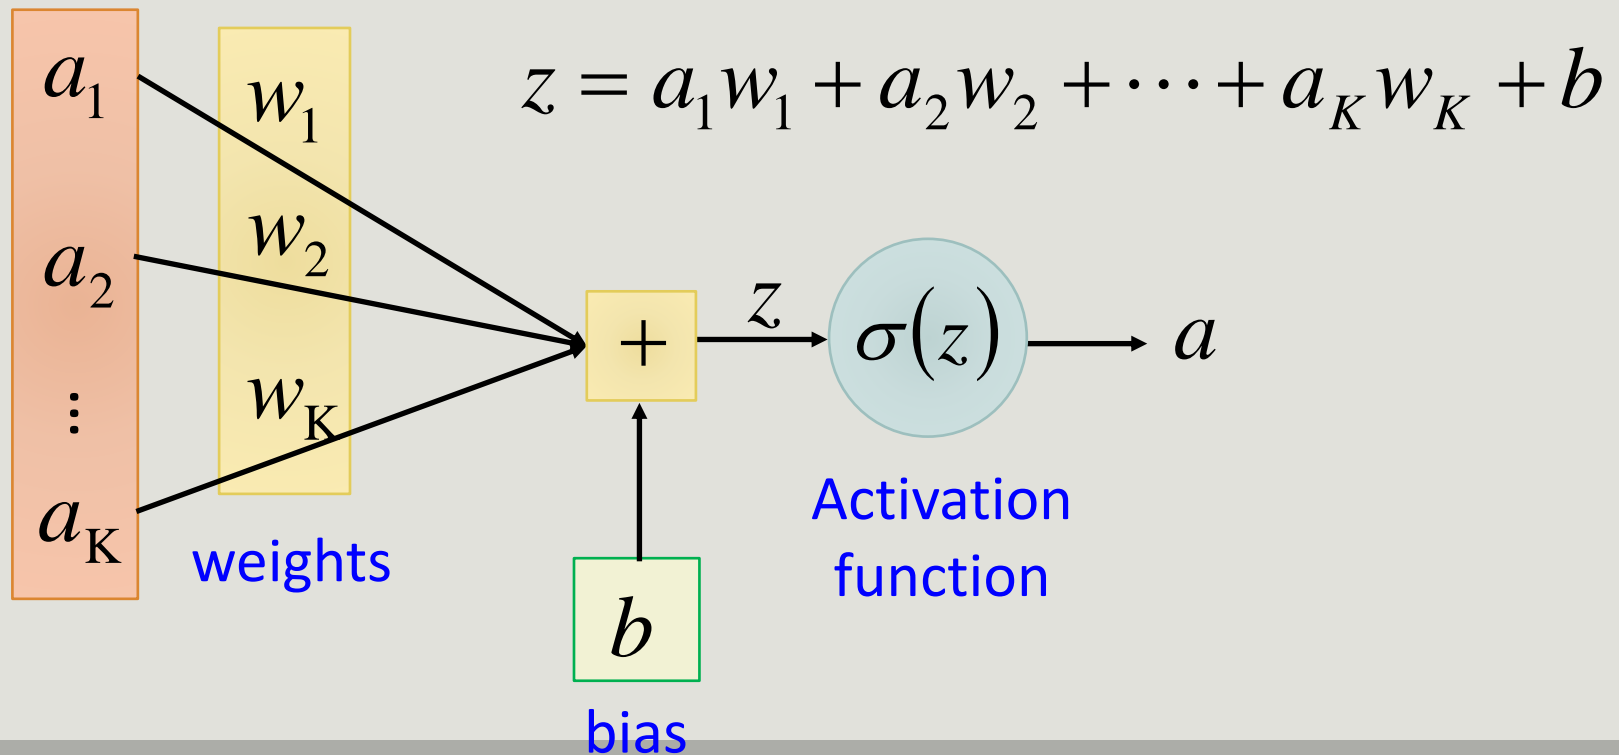 a₁
w₁
z = a₁w₁ + a₂w₂ + ⋯ + a_K w_K + b
a₂
w₂
⋮
w_K
a_K
+
z
σ(z)
a
weights
Activation
function
b
bias